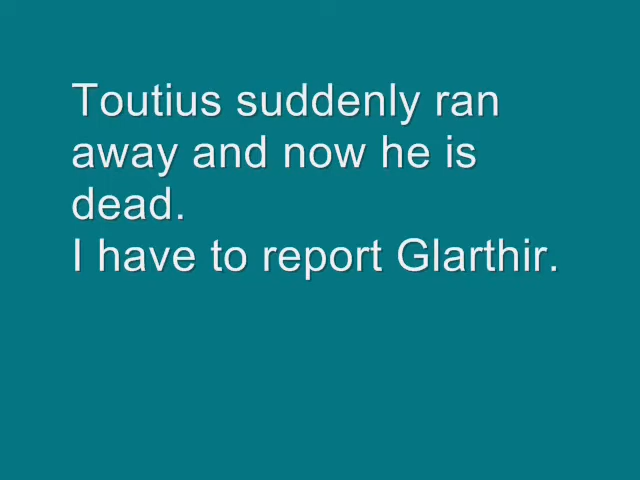 Toutius suddenly ran
away and now he is
dead.
I have to report Glarthir.